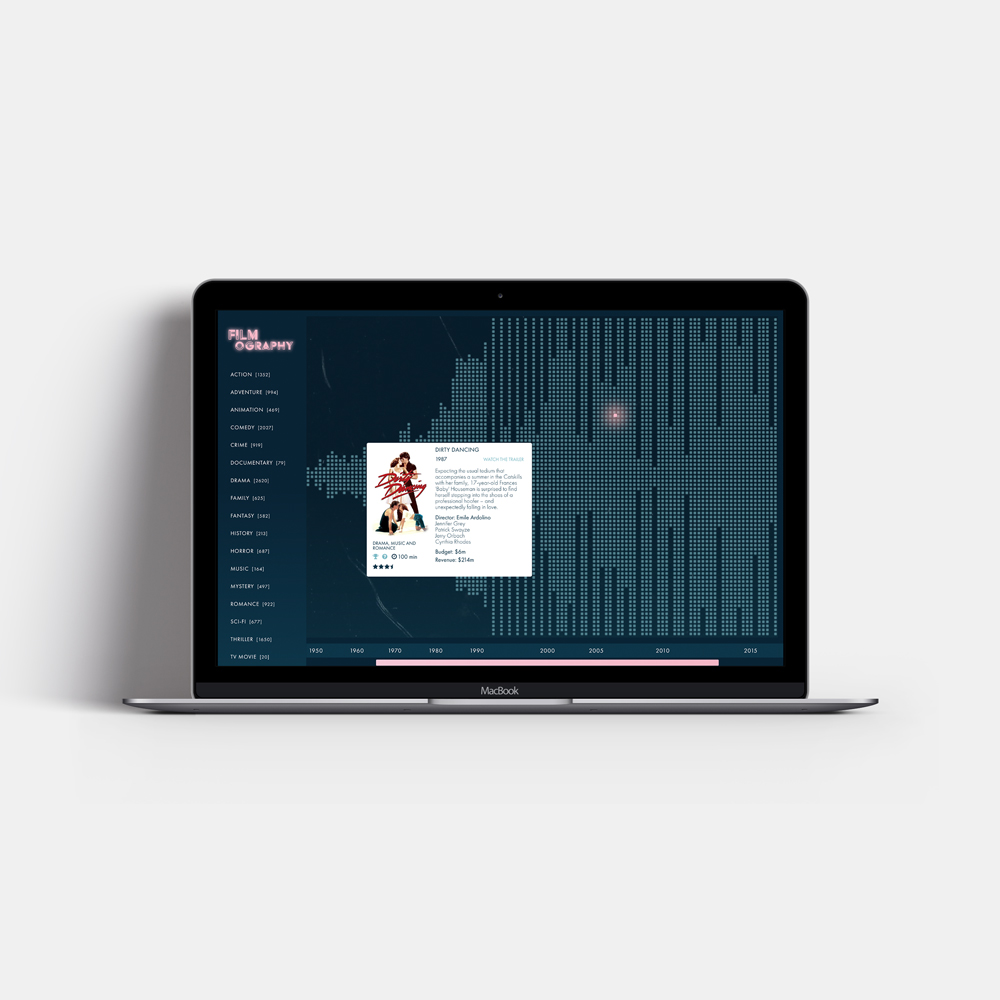 FILM
OGRAPHY
ACTION [1352]
ADVENTURE [994]
ANIMATION [469]
COMEDY [2027]
CRIME [919]
DOCUMENTARY [79]
DRAMA [2620]
FAMILY [625]
FANTASY [582]
HISTORY [213]
HORROR [687]
MUSIC [164]
MYSTERY [497]
ROMANCE [922]
SCI-FI [677]
THRILLER [1650]
TV MOVIE [20]
Dirty
Dancing
DRAMA, MUSIC AND
ROMANCE
100 min
DIRTY DANCING
1987 WATCH THE TRAILER
Expecting the usual tedium that
accompanies a summer in the Catskills
with her family, 17-year-old Frances
'Baby' Houseman is surprised to find
herself stepping into the shoes of a
professional hoofer – and
unexpectedly falling in love.
Director: Emile Ardolino
Jennifer Grey
Patrick Swayze
Jerry Orbach
Cynthia Rhodes
Budget: $6m
Revenue: $214m
1950 1960 1970 1980 1990 2000 2005 2010 2015
MacBook